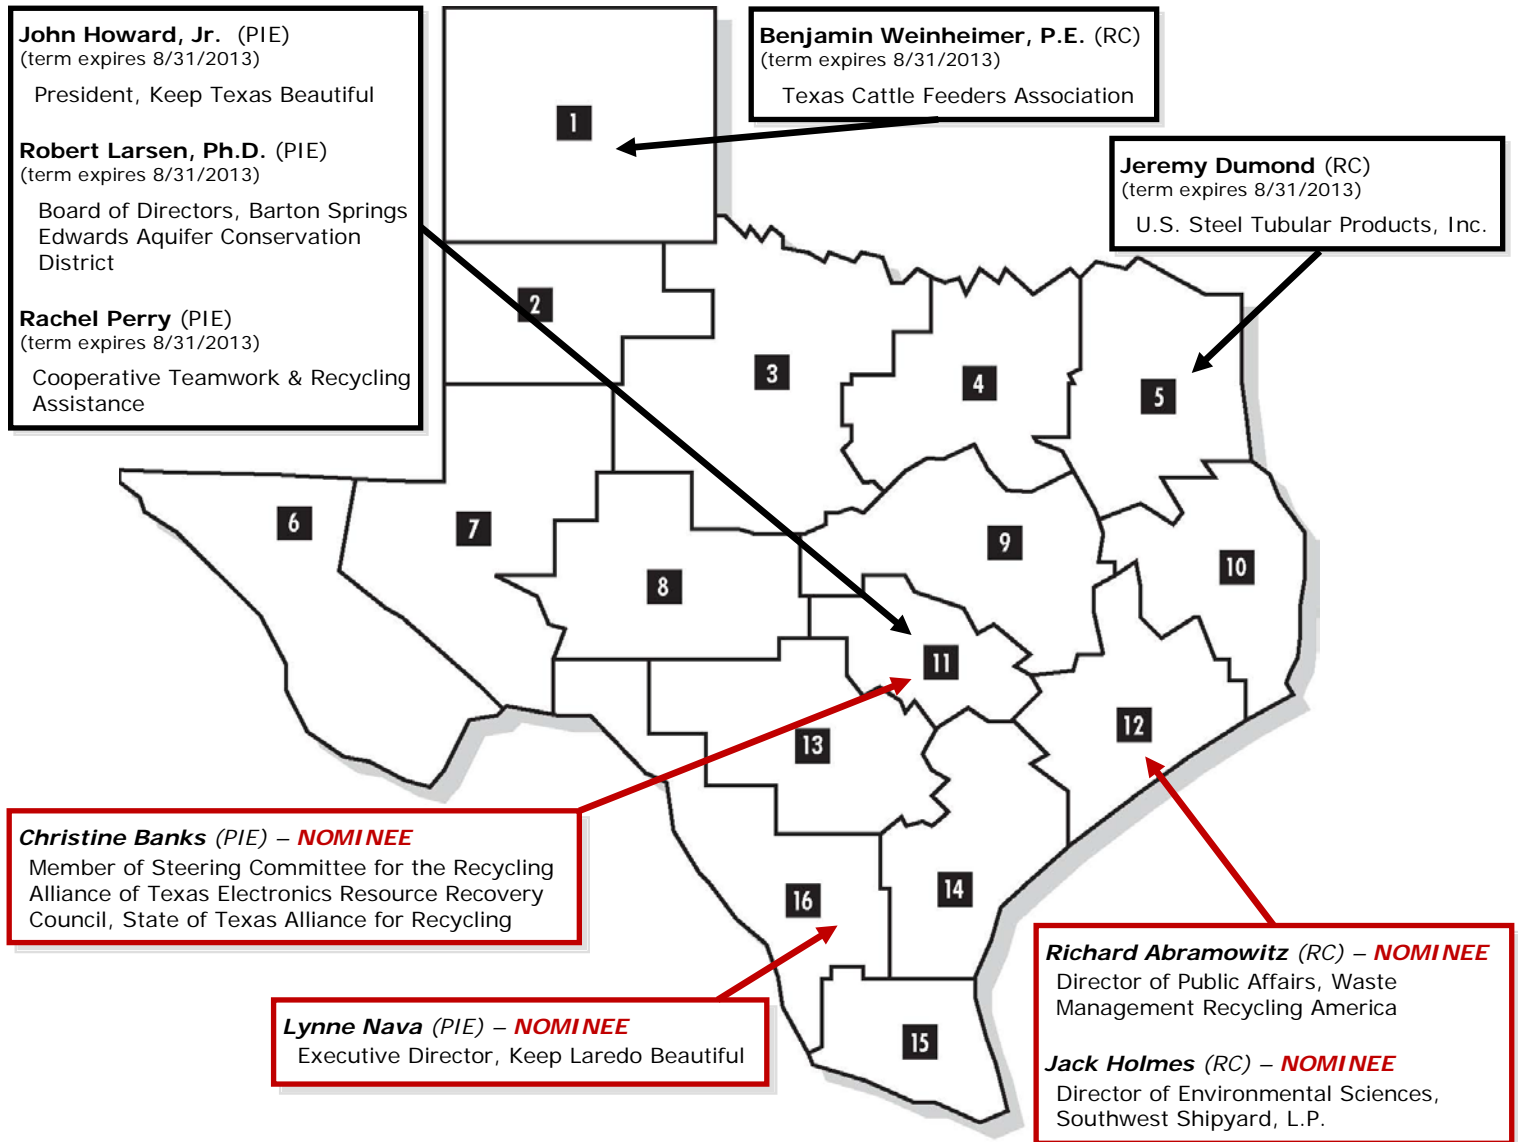 John Howard, Jr. (PIE)
(term expires 8/31/2013)
President, Keep Texas Beautiful
Robert Larsen, Ph.D. (PIE)
(term expires 8/31/2013)
Board of Directors, Barton Springs
Edwards Aquifer Conservation
District
Rachel Perry (PIE)
(term expires 8/31/2013)
Cooperative Teamwork & Recycling
Assistance
Benjamin Weinheimer, P.E. (RC)
(term expires 8/31/2013)
Texas Cattle Feeders Association
Jeremy Dumond (RC)
(term expires 8/31/2013)
U.S. Steel Tubular Products, Inc.
1
2
3
4
5
6
7
8
9
10
11
12
13
14
16
15
Christine Banks (PIE) – NOMINEE
Member of Steering Committee for the Recycling
Alliance of Texas Electronics Resource Recovery
Council, State of Texas Alliance for Recycling
Lynne Nava (PIE) – NOMINEE
Executive Director, Keep Laredo Beautiful
Richard Abramowitz (RC) – NOMINEE
Director of Public Affairs, Waste
Management Recycling America
Jack Holmes (RC) – NOMINEE
Director of Environmental Sciences,
Southwest Shipyard, L.P.